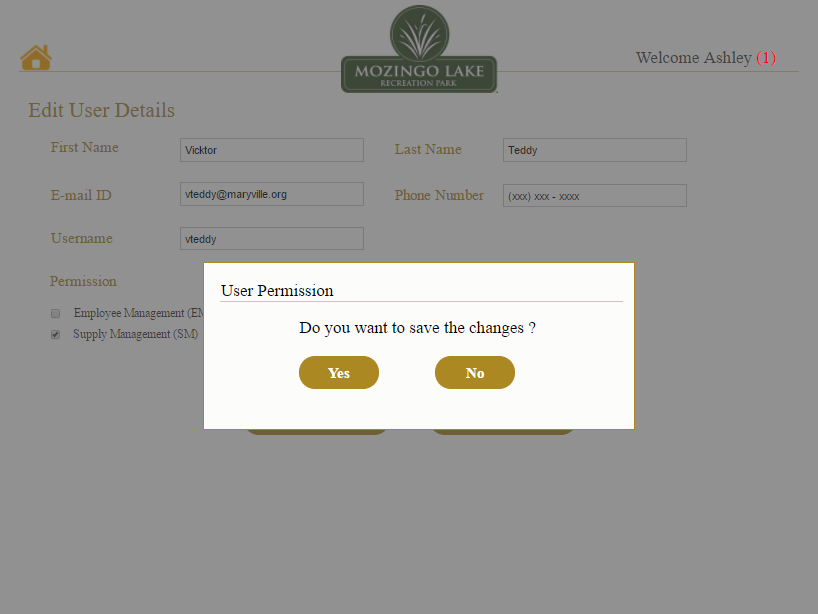 MOZINGO LAKE
RECREATION PARK
Welcome Ashley (1)
Edit User Details
First Name Vicktor Last Name Teddy
E-mail ID vteddy@maryville.org Phone Number (xxx) xxx - xxxx
Username vteddy
Permission
Employee Management (EM
Supply Management (SM)
User Permission
Do you want to save the changes ?
Yes No